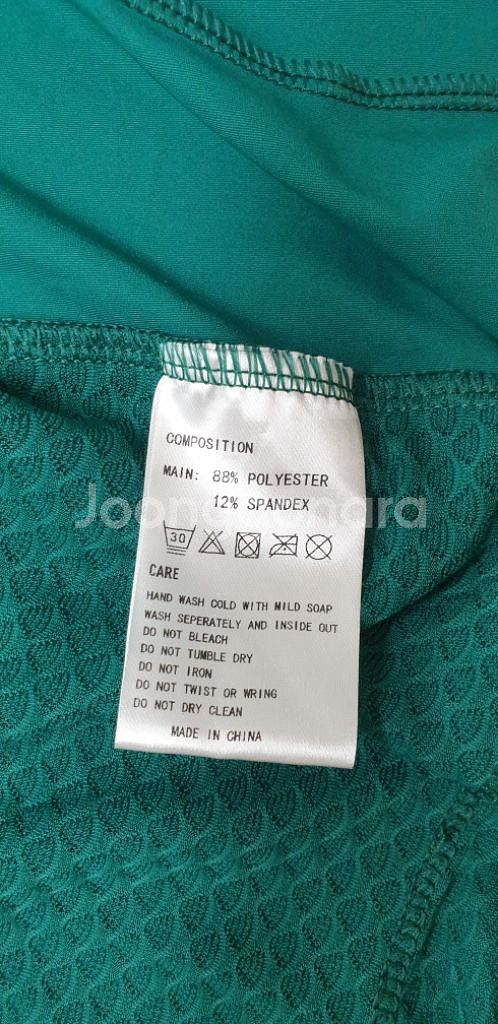 COMPOSITION
MAIN: 88% POLYESTER
12% SPANDEX
Joonggonara
30
CARE
HAND WASH COLD WITH MILD SOAP
WASH SEPERATELY AND INSIDE OUT
DO NOT BLEACH
DO NOT TUMBLE DRY
DO NOT IRON
DO NOT TWIST OR WRING
DO NOT DRY CLEAN
MADE IN CHINA